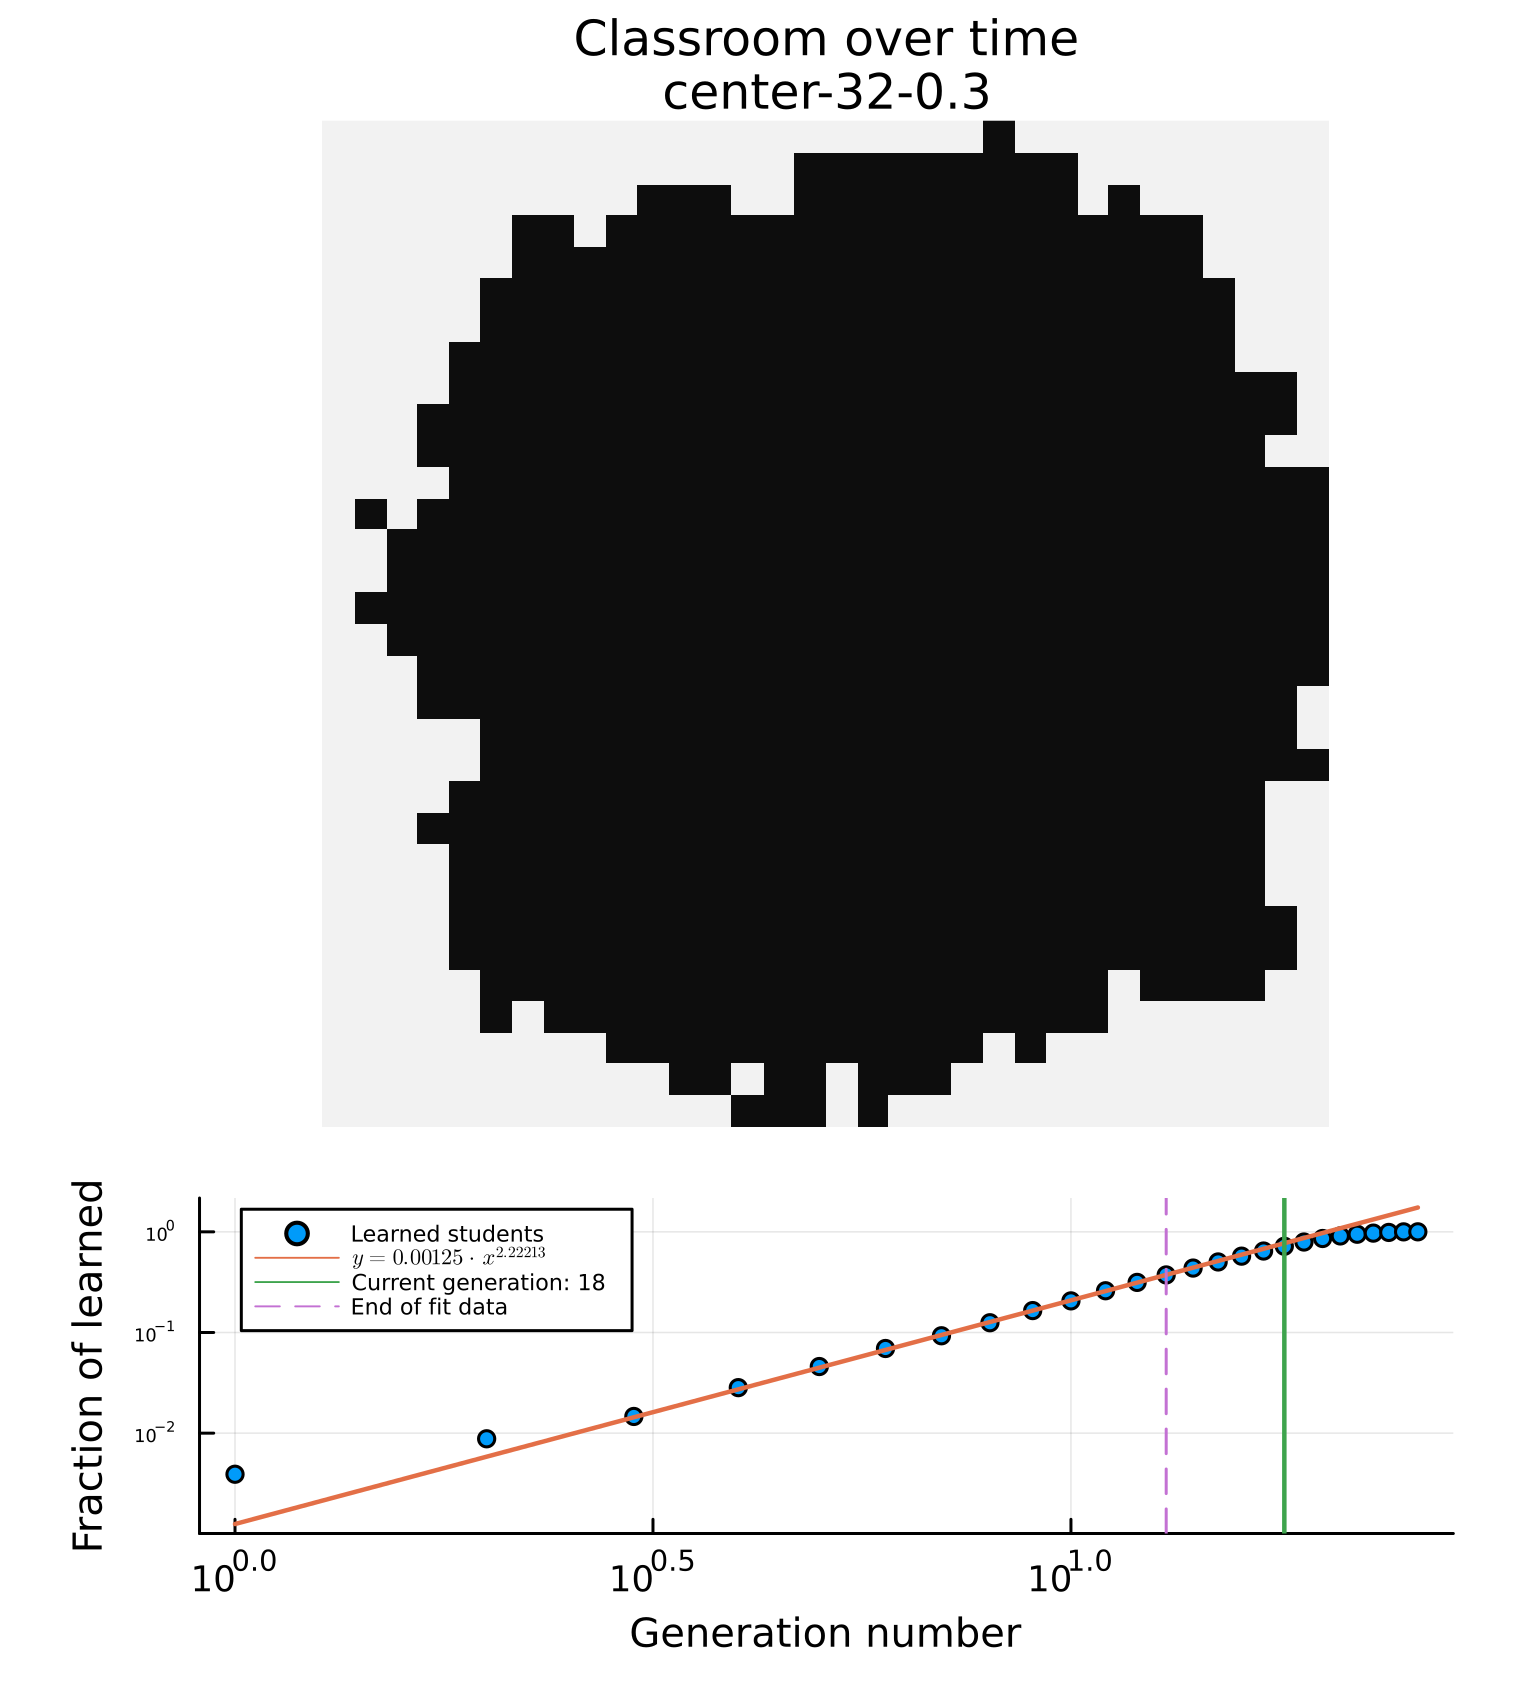 Classroom over time
center-32-0.3
Learned students
y = 0.00125 · x^2.22213
Current generation: 18
End of fit data
Fraction of learned
10^0
10^-1
10^-2
10^0.0 10^0.5 10^1.0
Generation number